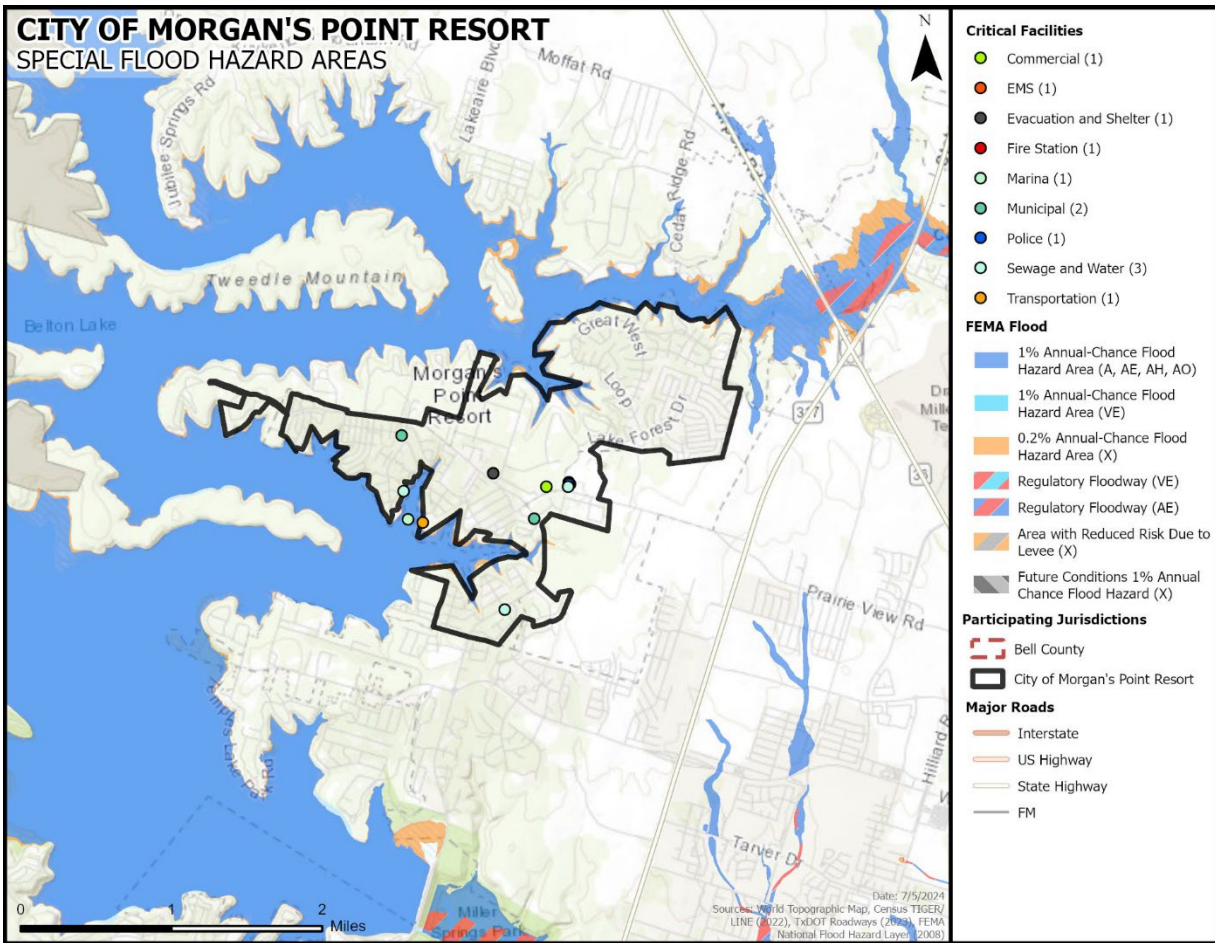 CITY OF MORGAN'S POINT RESORT
SPECIAL FLOOD HAZARD AREAS
N
Moffat Rd
Jubilee Springs Rd
Lakeaire Blvd
Cedar Ridge Rd
Tweedle Mountain
Belton Lake
Great West
Loop
Morgan's
Point
Resort
Lake Forest Dr
317
Prairie View Rd
Tarver Dr
Miller
Springs Park
0 1 2
Miles
Date: 7/5/2024
Sources: World Topographic Map, Census TIGER/
LINE (2022), TxDOT Roadways (2023), FEMA
National Flood Hazard Layer (2008)
Critical Facilities
Commercial (1)
EMS (1)
Evacuation and Shelter (1)
Fire Station (1)
Marina (1)
Municipal (2)
Police (1)
Sewage and Water (3)
Transportation (1)
FEMA Flood
1% Annual-Chance Flood
Hazard Area (A, AE, AH, AO)
1% Annual-Chance Flood
Hazard Area (VE)
0.2% Annual-Chance Flood
Hazard Area (X)
Regulatory Floodway (VE)
Regulatory Floodway (AE)
Area with Reduced Risk Due to
Levee (X)
Future Conditions 1% Annual
Chance Flood Hazard (X)
Participating Jurisdictions
Bell County
City of Morgan's Point Resort
Major Roads
Interstate
US Highway
State Highway
FM